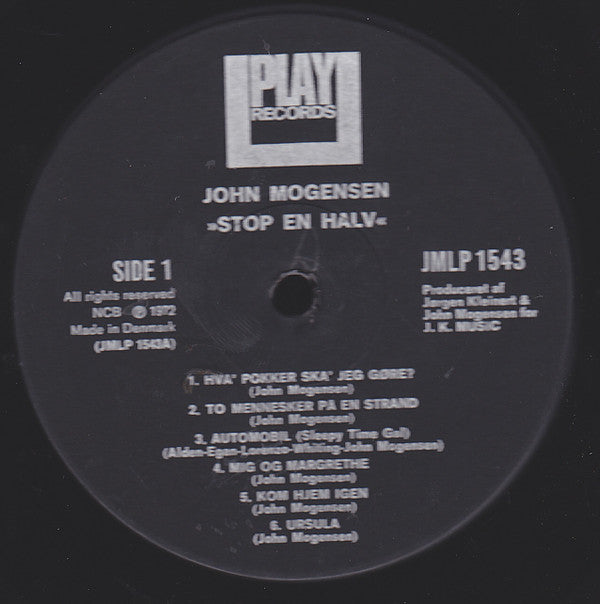 PLAY
RECORDS
JOHN MOGENSEN
»STOP EN HALV«
SIDE 1
All rights reserved
NCB ℗ 1972
Made in Denmark
(JMLP 1543A)
JMLP 1543
Produceret af
Jørgen Kleinert &
John Mogensen for
J. K. MUSIC
1. HVA' POKKER SKA' JEG GØRE?
(John Mogensen)
2. TO MENNESKER PÅ EN STRAND
(John Mogensen)
3. AUTOMOBIL (Sleepy Time Gal)
(Alden-Egan-Lorenzo-Whiting-John Mogensen)
4. MIG OG MARGRETHE
(John Mogensen)
5. KOM HJEM IGEN
(John Mogensen)
6. URSULA
(John Mogensen)